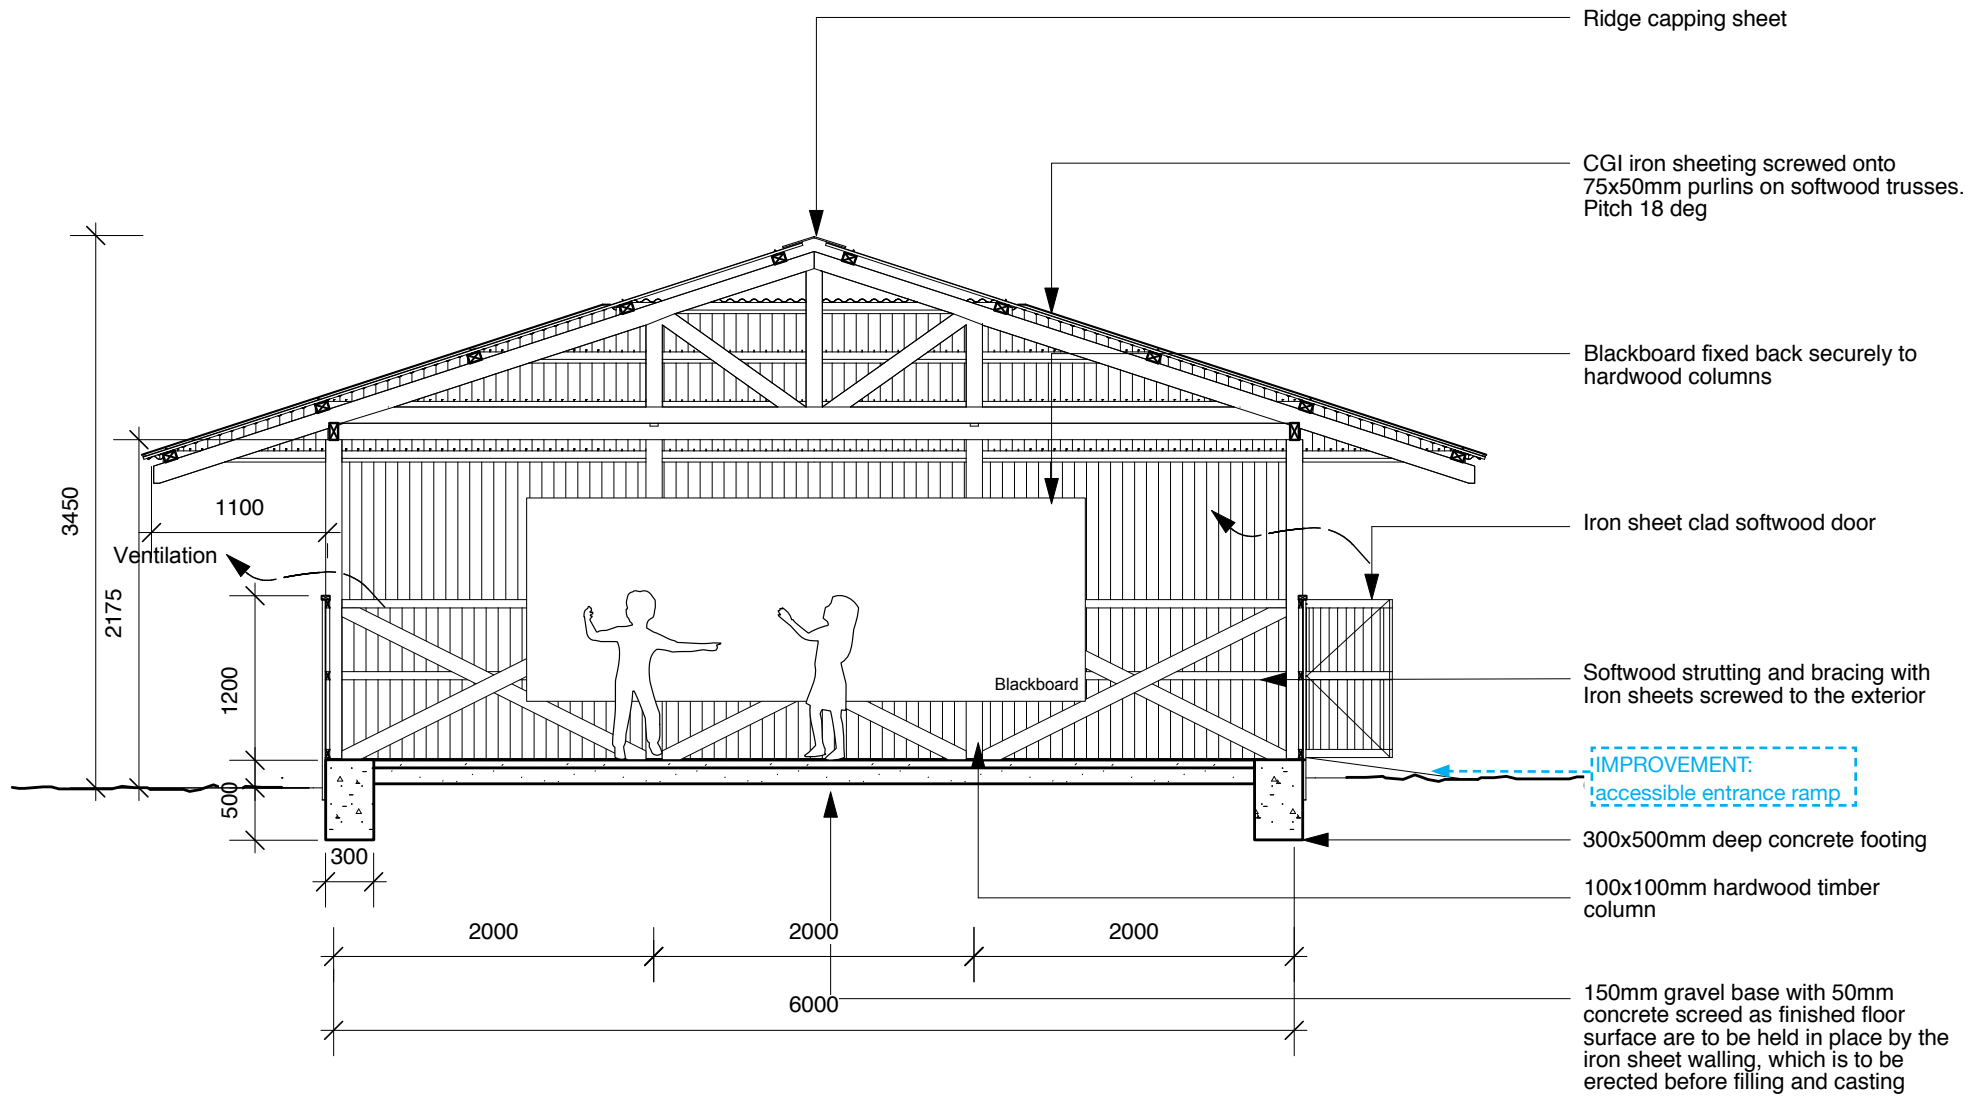 Ridge capping sheet
CGI iron sheeting screwed onto
75x50mm purlins on softwood trusses.
Pitch 18 deg
Blackboard fixed back securely to
hardwood columns
3450
1100
Iron sheet clad softwood door
Ventilation
2175
1200
Blackboard
Softwood strutting and bracing with
Iron sheets screwed to the exterior
IMPROVEMENT:
accessible entrance ramp
500
300x500mm deep concrete footing
300
100x100mm hardwood timber
column
2000
2000
2000
6000
150mm gravel base with 50mm
concrete screed as finished floor
surface are to be held in place by the
iron sheet walling, which is to be
erected before filling and casting